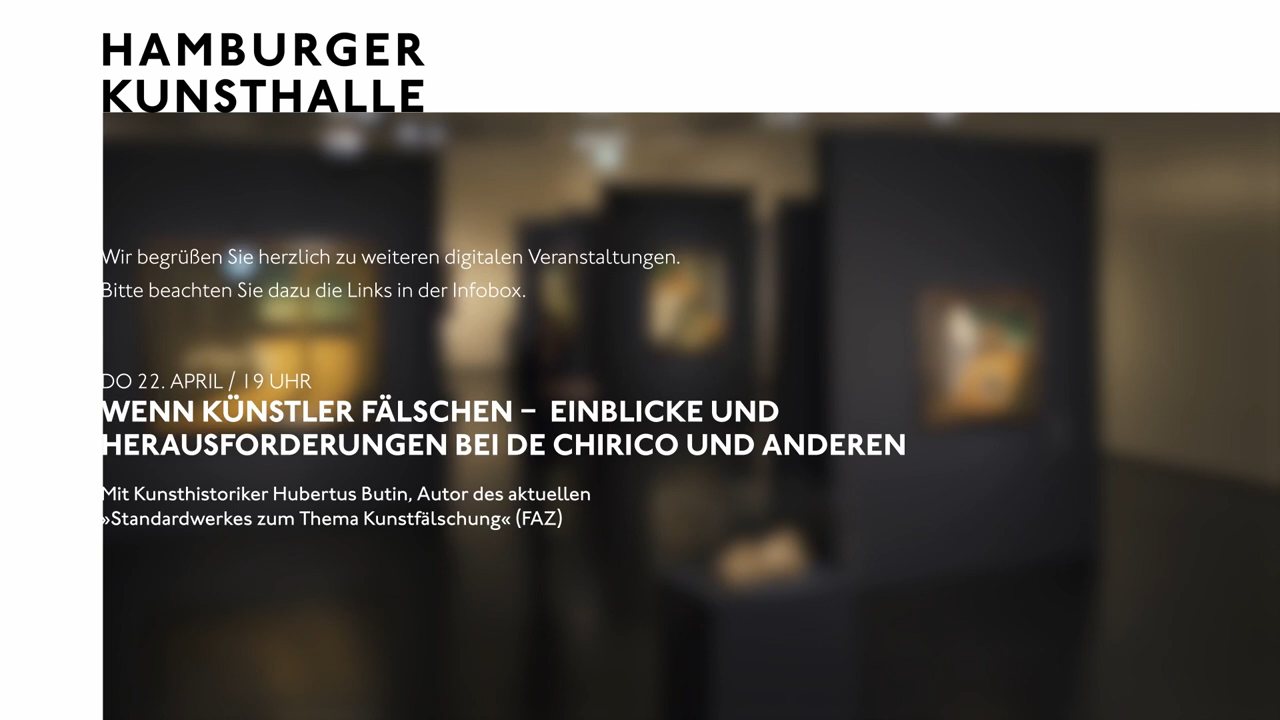 HAMBURGER
KUNSTHALLE
Wir begrüßen Sie herzlich zu weiteren digitalen Veranstaltungen.
Bitte beachten Sie dazu die Links in der Infobox.
DO 22. APRIL / 19 UHR
WENN KÜNSTLER FÄLSCHEN – EINBLICKE UND
HERAUSFORDERUNGEN BEI DE CHIRICO UND ANDEREN
Mit Kunsthistoriker Hubertus Butin, Autor des aktuellen
»Standardwerkes zum Thema Kunstfälschung« (FAZ)